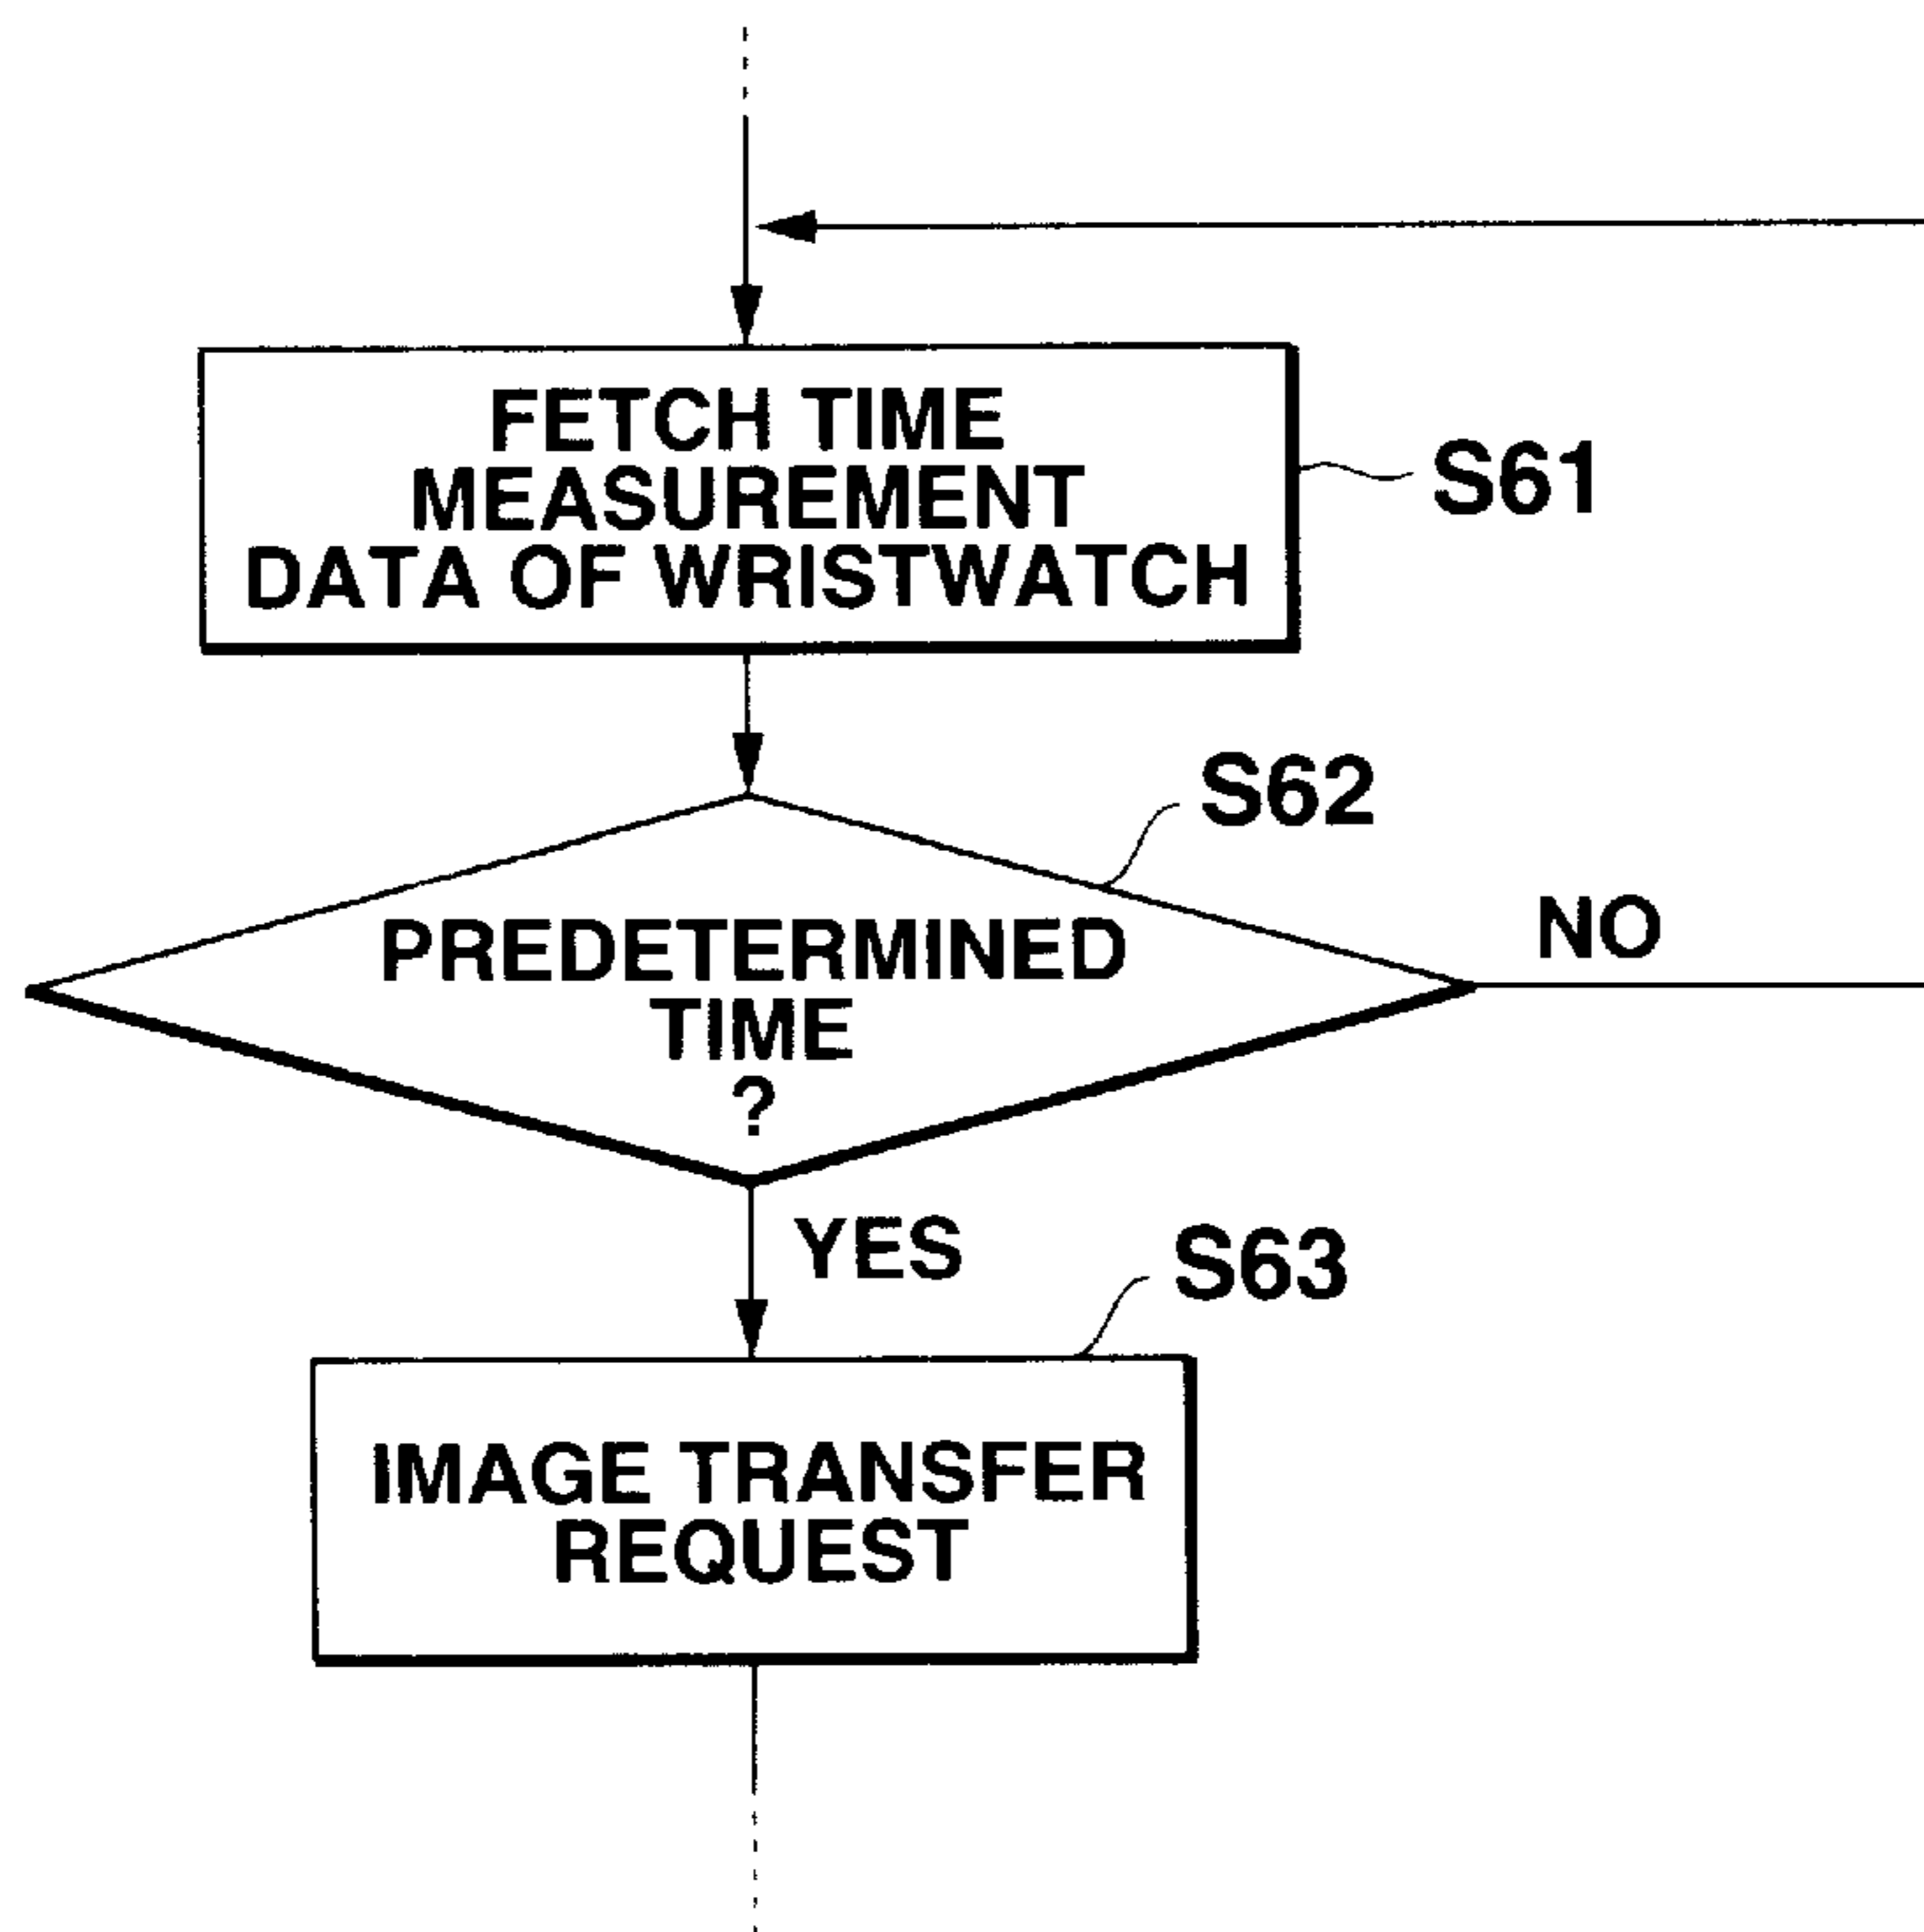 FETCH TIME
MEASUREMENT
DATA OF WRISTWATCH
S61
S62
PREDETERMINED
TIME
?
NO
YES
S63
IMAGE TRANSFER
REQUEST